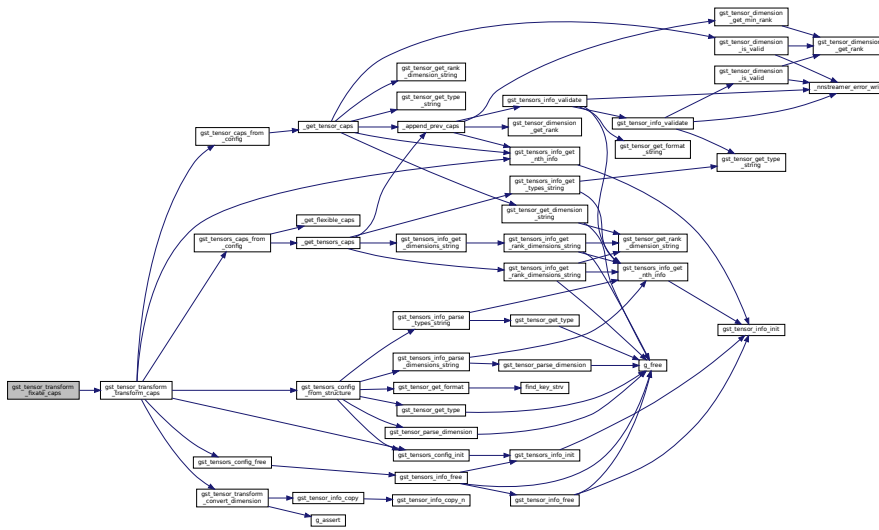 gst_tensor_transform
_fixate_caps
gst_tensor_transform
_transform_caps
gst_tensor_caps_from
_config
gst_tensors_caps_from
_config
gst_tensors_config_free
gst_tensor_transform
_convert_dimension
_get_tensor_caps
_get_flexible_caps
_get_tensors_caps
gst_tensors_config
_from_structure
gst_tensor_info_copy
g_assert
gst_tensor_get_rank
_dimension_string
gst_tensor_get_type
_string
_append_prev_caps
gst_tensors_info_get
_dimensions_string
gst_tensors_info_parse
_types_string
gst_tensors_info_parse
_dimensions_string
gst_tensor_get_format
gst_tensor_get_type
gst_tensor_parse_dimension
gst_tensors_config_init
gst_tensors_info_free
gst_tensor_info_copy_n
gst_tensors_info_validate
gst_tensor_dimension
_get_rank
gst_tensors_info_get
_nth_info
gst_tensors_info_get
_types_string
gst_tensor_get_dimension
_string
gst_tensors_info_get
_rank_dimensions_string
gst_tensors_info_get
_rank_dimensions_string
gst_tensor_get_type
gst_tensor_parse_dimension
find_key_strv
gst_tensors_info_init
gst_tensor_info_free
gst_tensor_info_validate
gst_tensor_get_format
_string
gst_tensor_get_rank
_dimension_string
gst_tensors_info_get
_nth_info
g_free
gst_tensor_dimension
_get_min_rank
gst_tensor_dimension
_is_valid
gst_tensor_dimension
_is_valid
gst_tensor_get_type
_string
gst_tensor_info_init
gst_tensor_dimension
_get_rank
_nnstreamer_error_wri